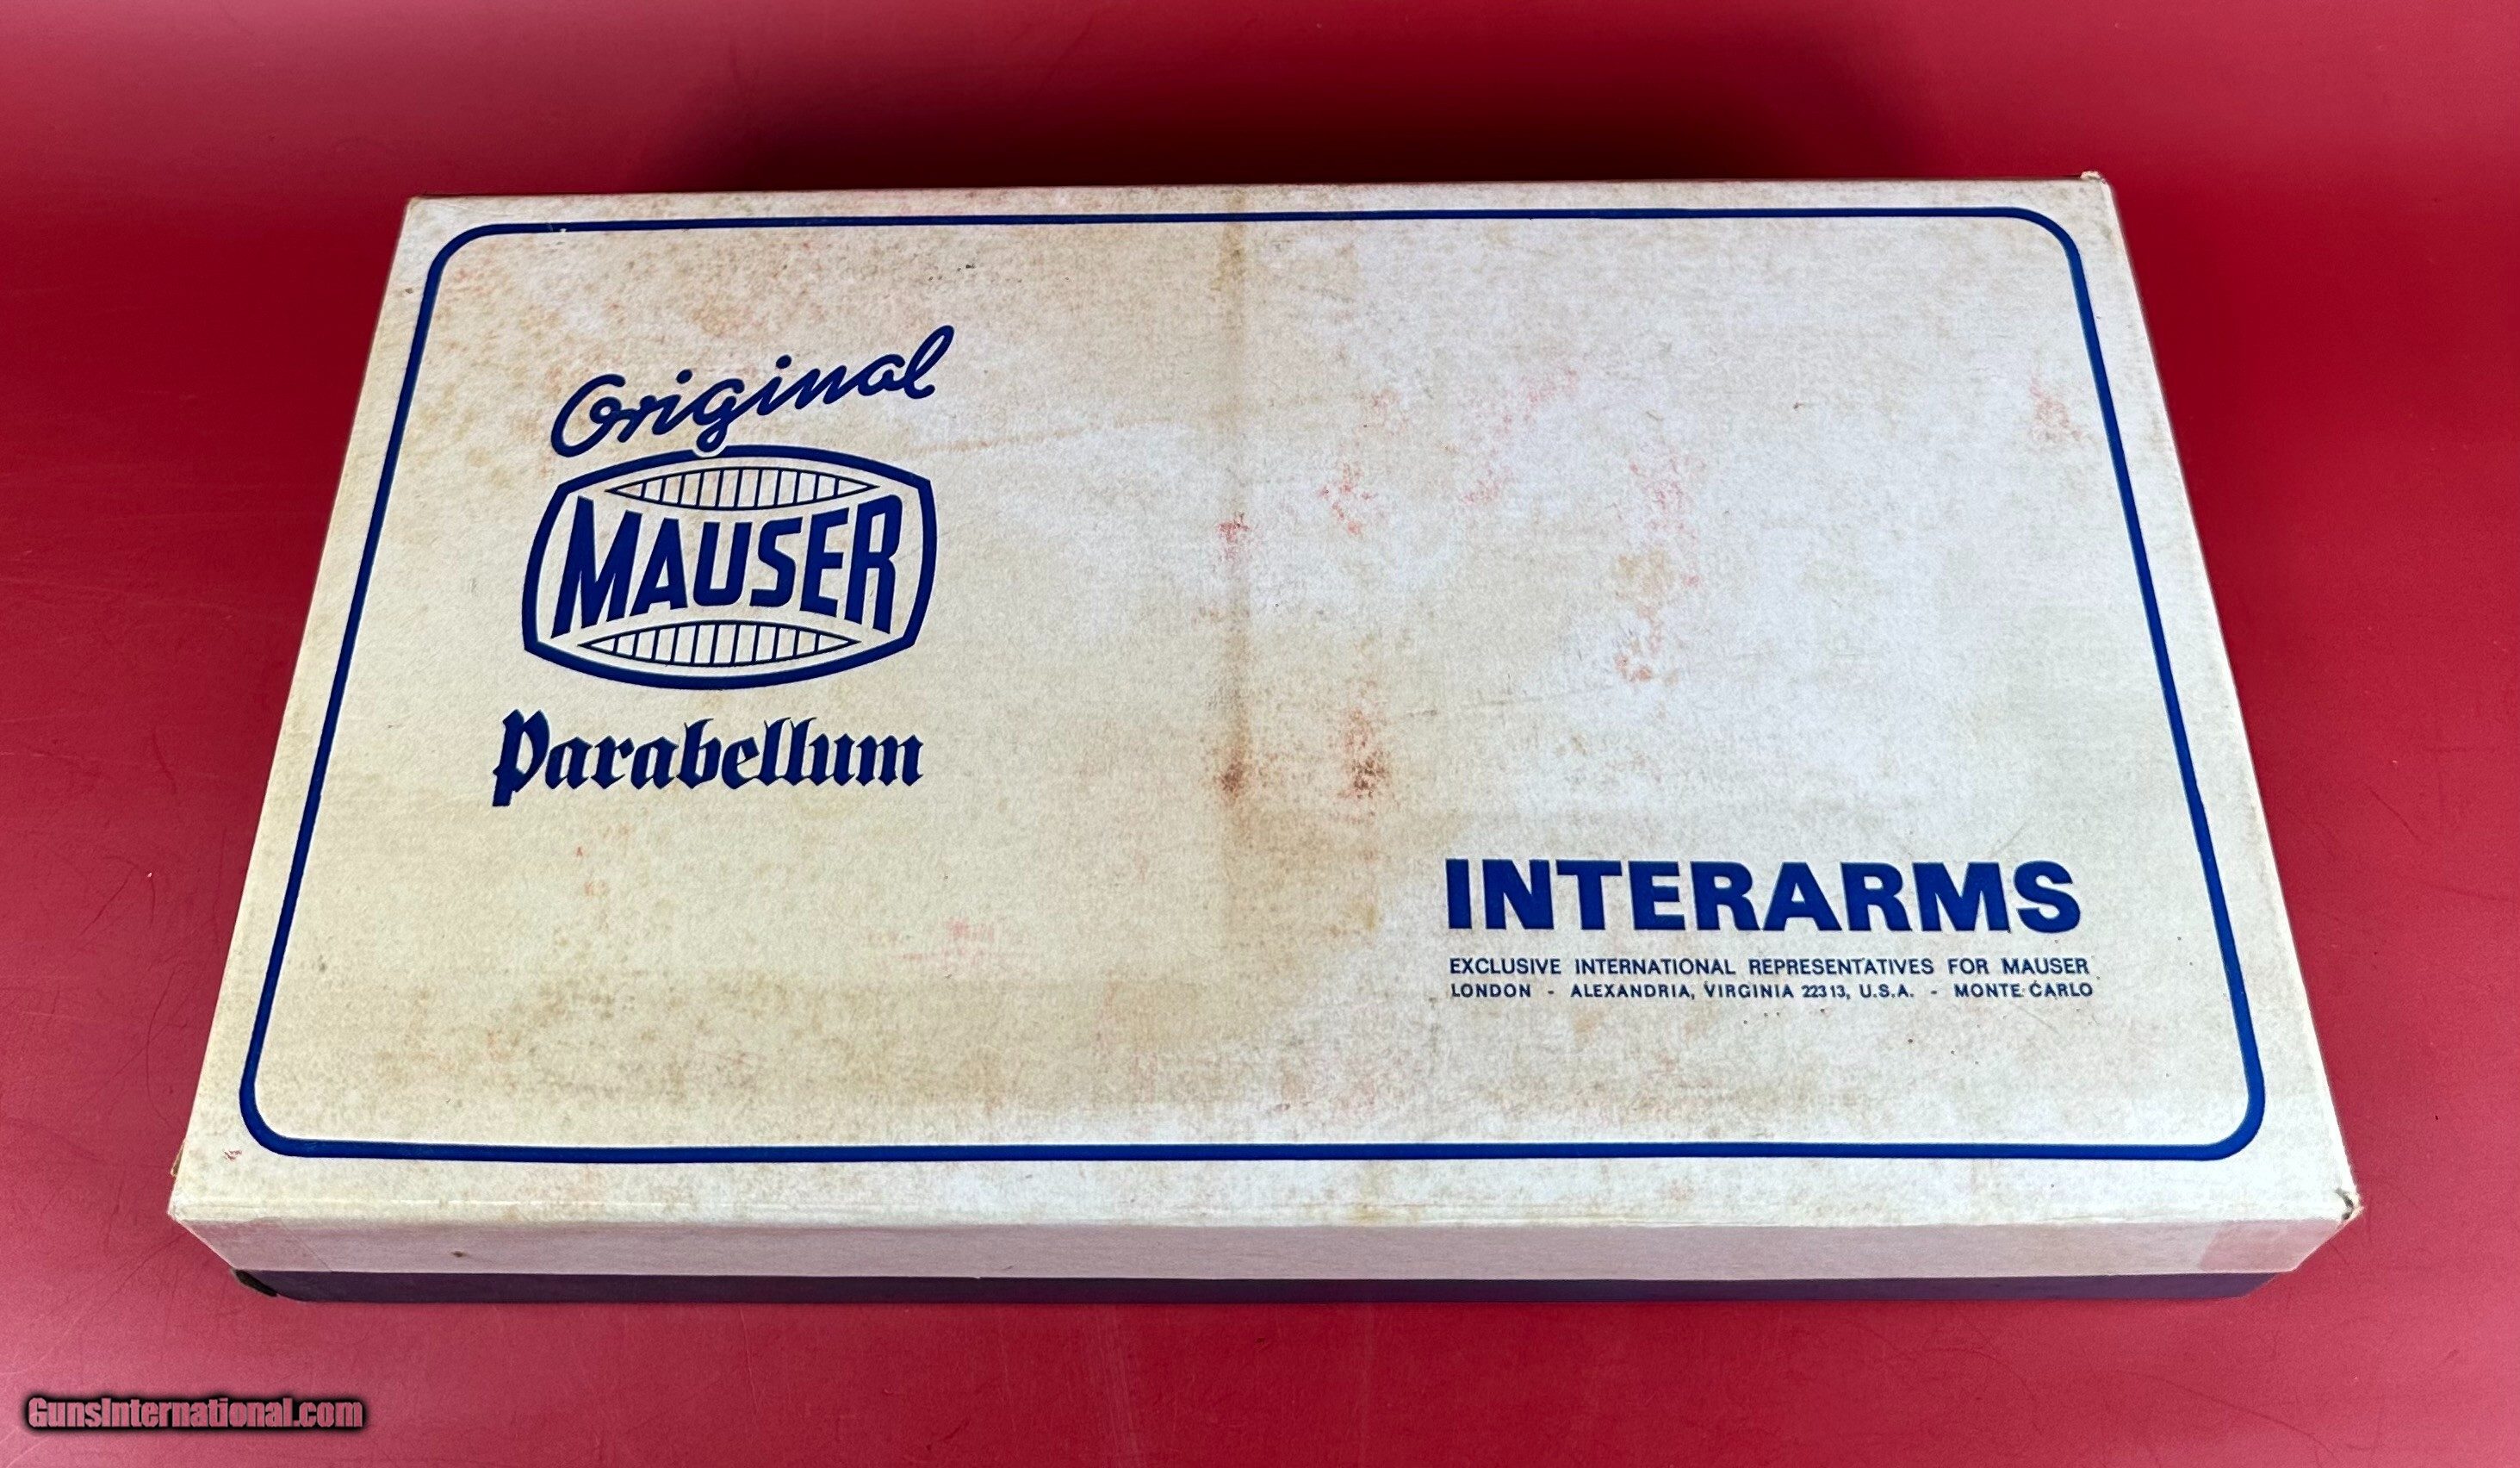 Original
MAUSER
Parabellum
INTERARMS
EXCLUSIVE INTERNATIONAL REPRESENTATIVES FOR MAUSER
LONDON - ALEXANDRIA, VIRGINIA 22313, U.S.A. - MONTE CARLO
GunsInternational.com